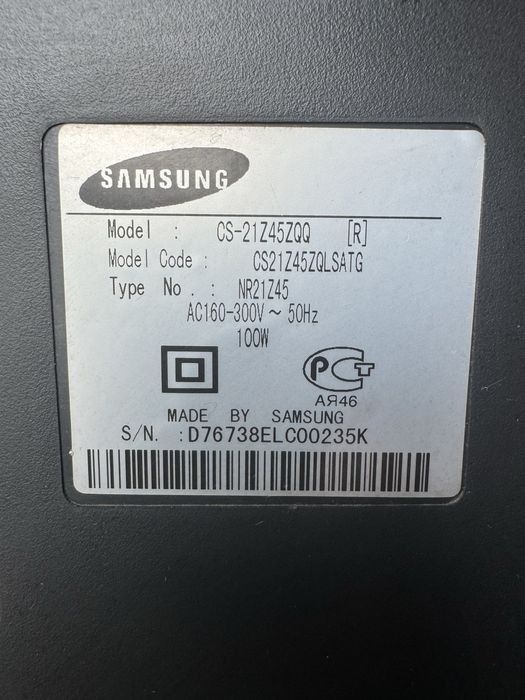 SAMSUNG
Model : CS-21Z45ZQQ [R]
Model Code : CS21Z45ZQLSATG
Type No. : NR21Z45
AC160-300V ~ 50Hz
100W
РСТ
АЯ46
MADE BY SAMSUNG
S/N. :D76738ELC00235K